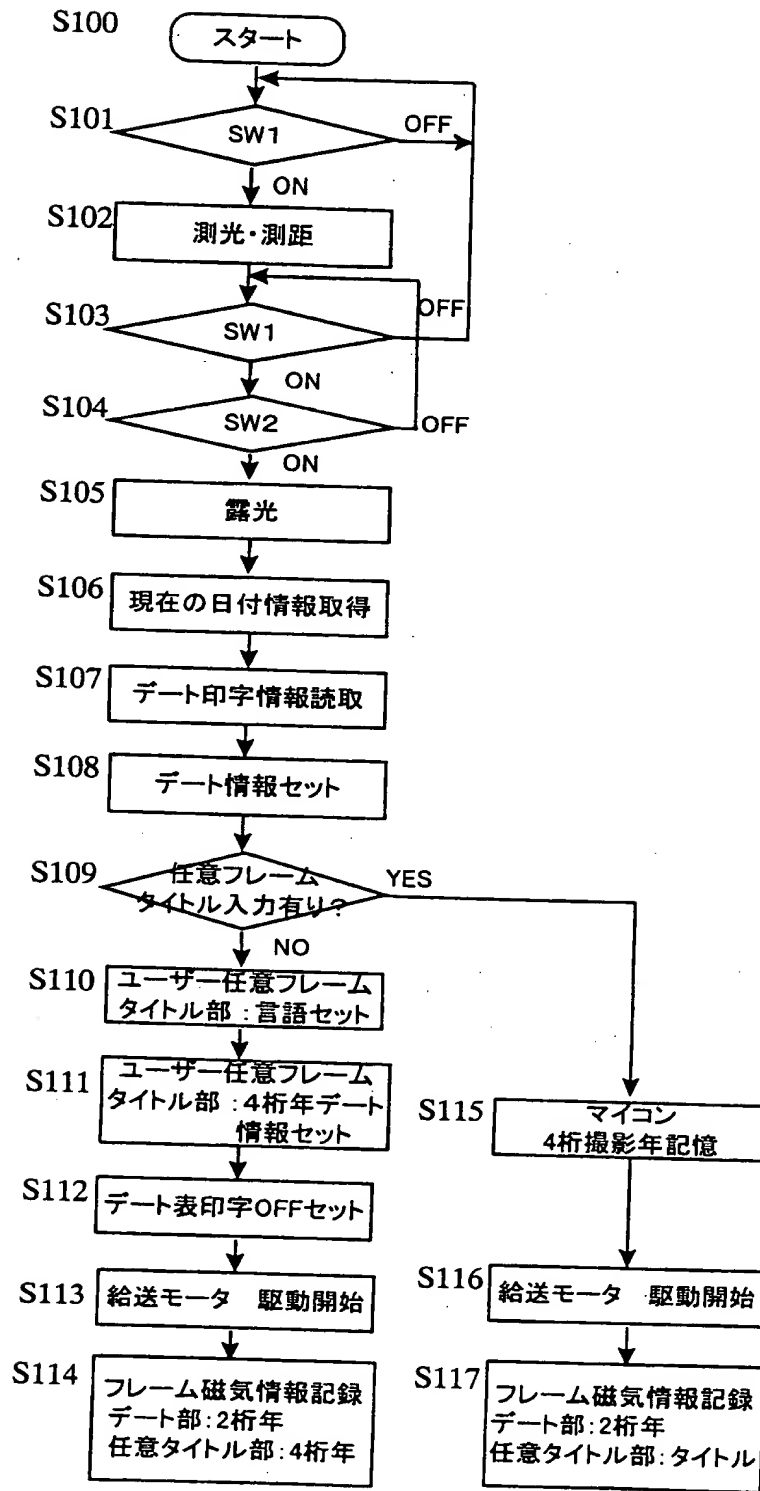 S100
スタート
S101
SW1
OFF
ON
S102
測光・測距
S103
SW1
OFF
ON
S104
SW2
OFF
ON
S105
露光
S106
現在の日付情報取得
S107
デート印字情報読取
S108
デート情報セット
S109
任意フレーム
タイトル入力有り?
YES
NO
S110
ユーザー任意フレーム
タイトル部:言語セット
S111
ユーザー任意フレーム
タイトル部:4桁年デート
情報セット
S112
デート表印字OFFセット
S113
給送モータ 駆動開始
S114
フレーム磁気情報記録
デート部:2桁年
任意タイトル部:4桁年
S115
マイコン
4桁撮影年記憶
S116
給送モータ 駆動開始
S117
フレーム磁気情報記録
デート部:2桁年
任意タイトル部:タイトル